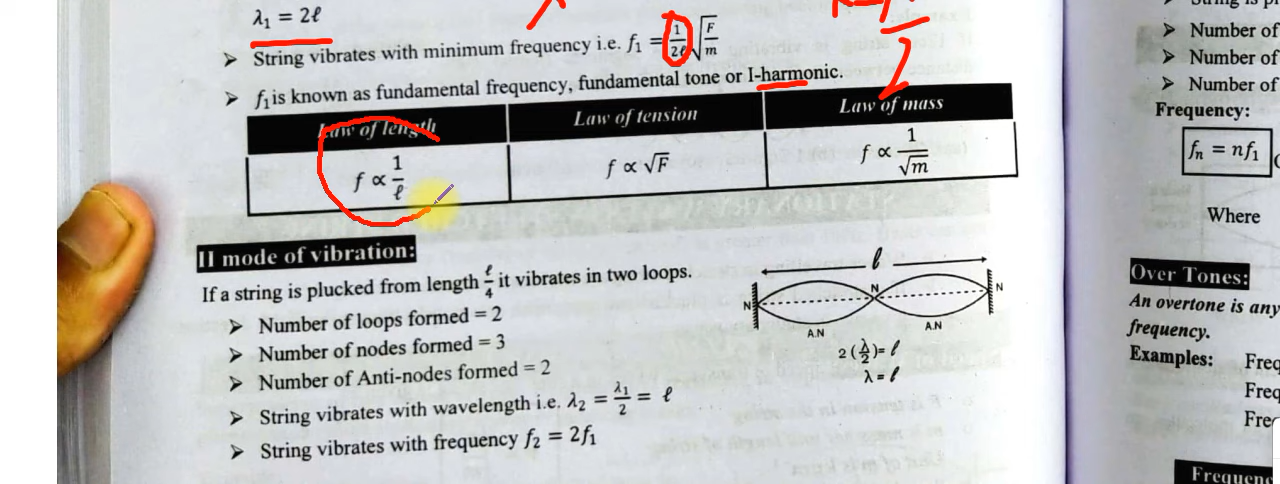 λ₁ = 2ℓ
➤ String vibrates with minimum frequency i.e. f₁ = 1/2ℓ √F/m
➤ f₁ is known as fundamental frequency, fundamental tone or I-harmonic.
Law of length Law of tension Law of mass
f ∝ 1/ℓ f ∝ √F f ∝ 1/√m
II mode of vibration:
If a string is plucked from length ℓ/4 it vibrates in two loops.
➤ Number of loops formed = 2
➤ Number of nodes formed = 3
➤ Number of Anti-nodes formed = 2
➤ String vibrates with wavelength i.e. λ₂ = λ₁/2 = ℓ
➤ String vibrates with frequency f₂ = 2f₁
ℓ
N N N
A.N A.N
2(λ/2)= ℓ
λ = ℓ
2
➤ Number of
➤ Number of
➤ Number
Frequency:
fₙ = nf₁
Where
Over Tones:
An overtone is any
frequency.
Examples: Freq
Freq
Fre
Frequenc